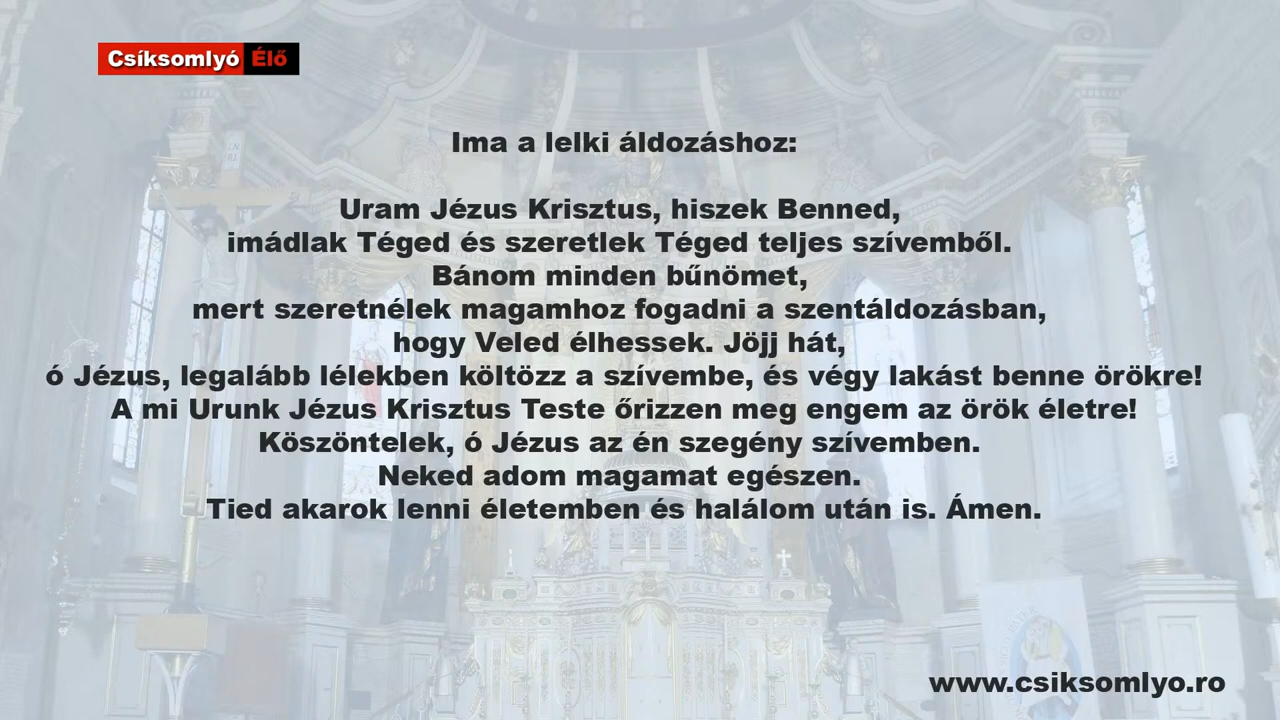 Csíksomlyó Élő
Ima a lelki áldozáshoz:
Uram Jézus Krisztus, hiszek Benned,
imádlak Téged és szeretlek Téged teljes szívemből.
Bánom minden bűnömet,
mert szeretnélek magamhoz fogadni a szentáldozásban,
hogy Veled élhessek. Jöjj hát,
ó Jézus, legalább lélekben költözz a szívembe, és végy lakást benne örökre!
A mi Urunk Jézus Krisztus Teste őrizzen meg engem az örök életre!
Köszöntelek, ó Jézus az én szegény szívemben.
Neked adom magamat egészen.
Tied akarok lenni életemben és halálom után is. Ámen.
www.csiksomlyo.ro